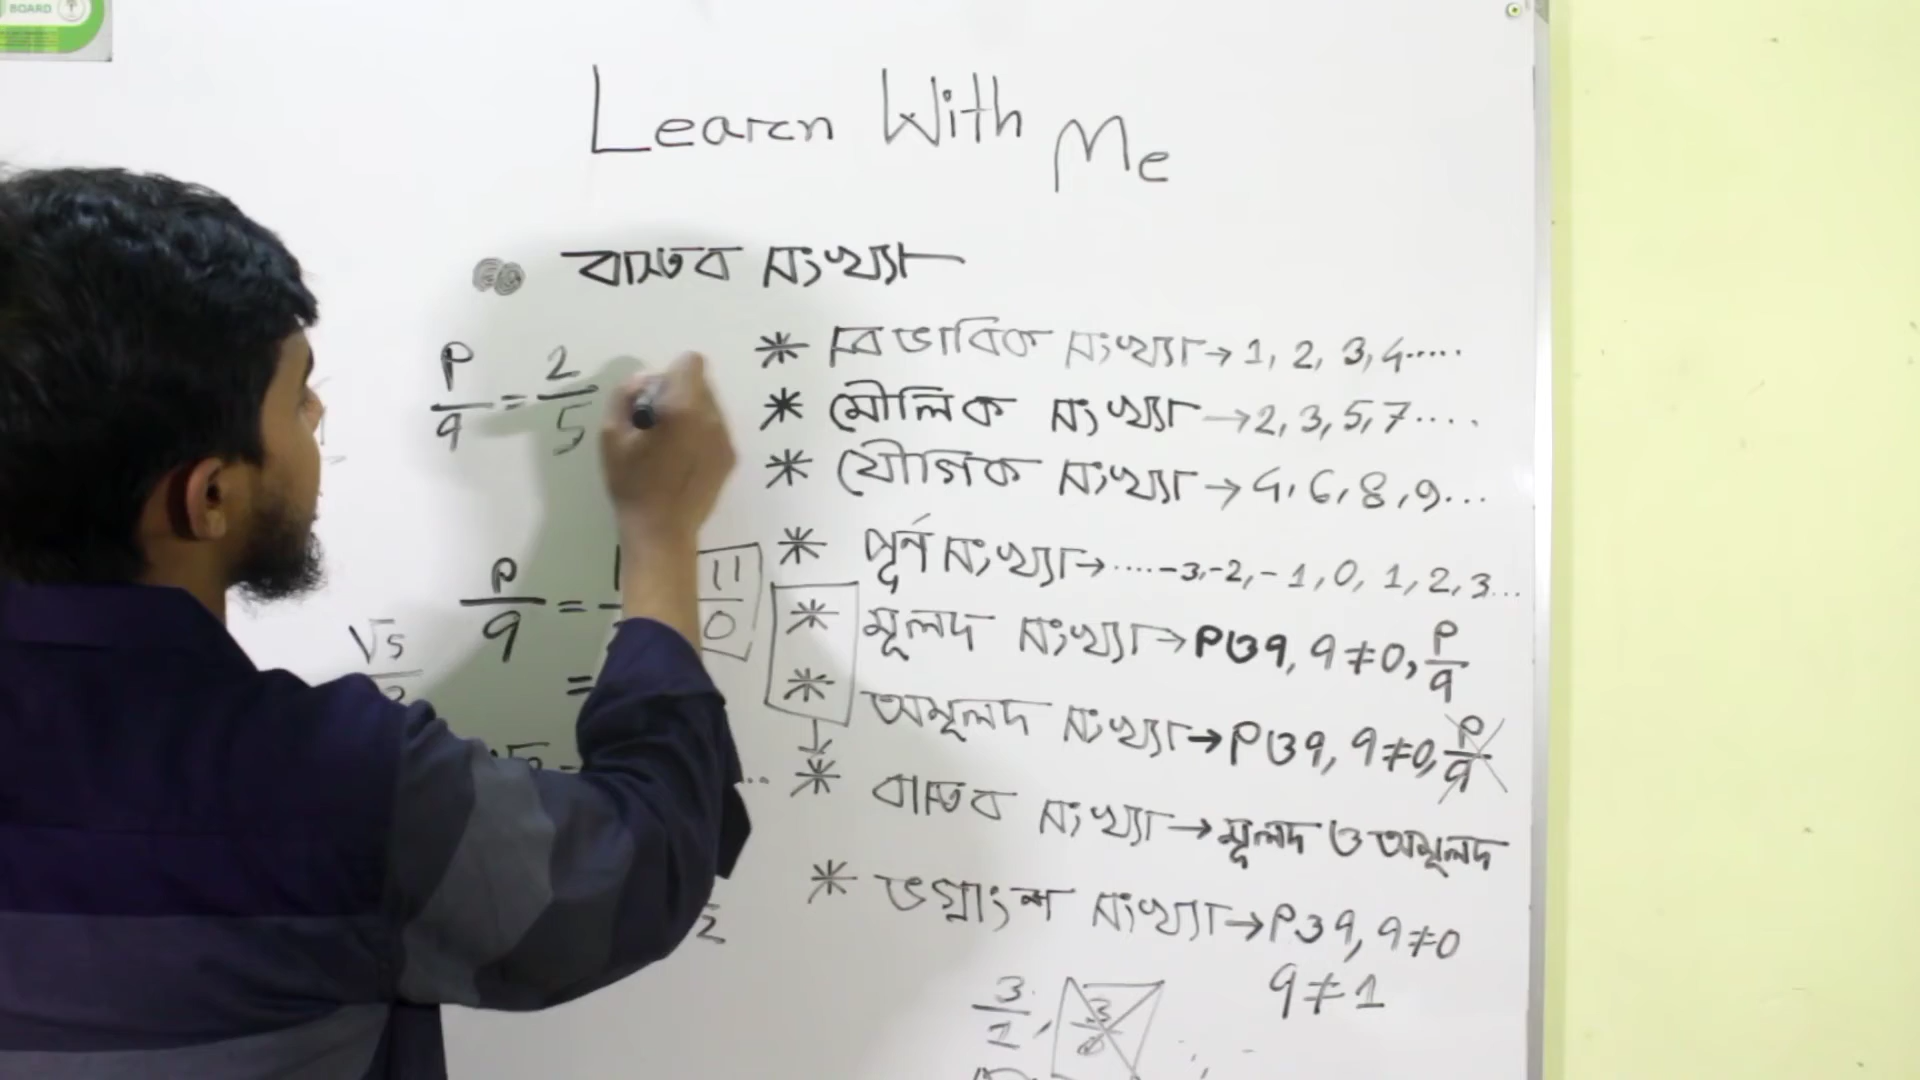 BOARD
Learn With Me
বাস্তব সংখ্যা
* স্বাভাবিক সংখ্যা → 1, 2, 3, 4.....
P/q = 2/5
* মৌলিক সংখ্যা → 2, 3, 5, 7....
* যৌগিক সংখ্যা → 4, 6, 8, 9...
* পূর্ণ সংখ্যা → ....-3,-2,-1,0, 1, 2, 3...
P/q =
11/0
* মূলদ সংখ্যা → P ও q, q≠0, P/q
√5
=
* অমূলদ সংখ্যা → P ও q, q≠0, P/q
* বাস্তব সংখ্যা → মূলদ ও অমূলদ
* ভগ্নাংশ সংখ্যা → P ও q, q≠0
2
q≠1
3/1,